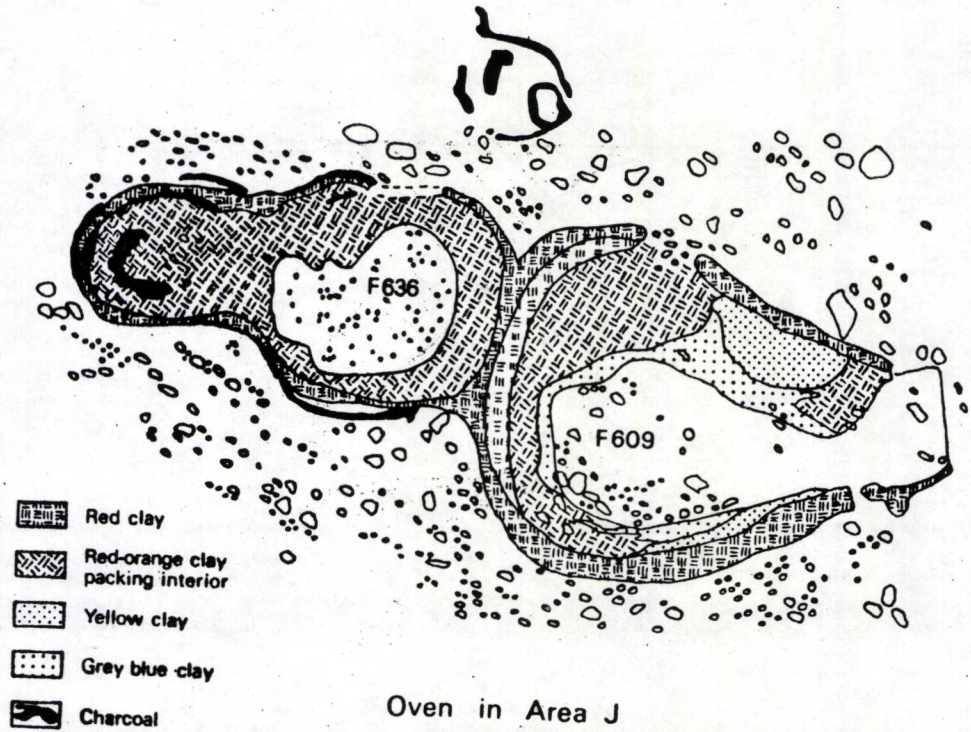 F636
F609
Red clay
Red-orange clay
packing interior
Yellow clay
Grey blue clay
Charcoal
Oven in Area J